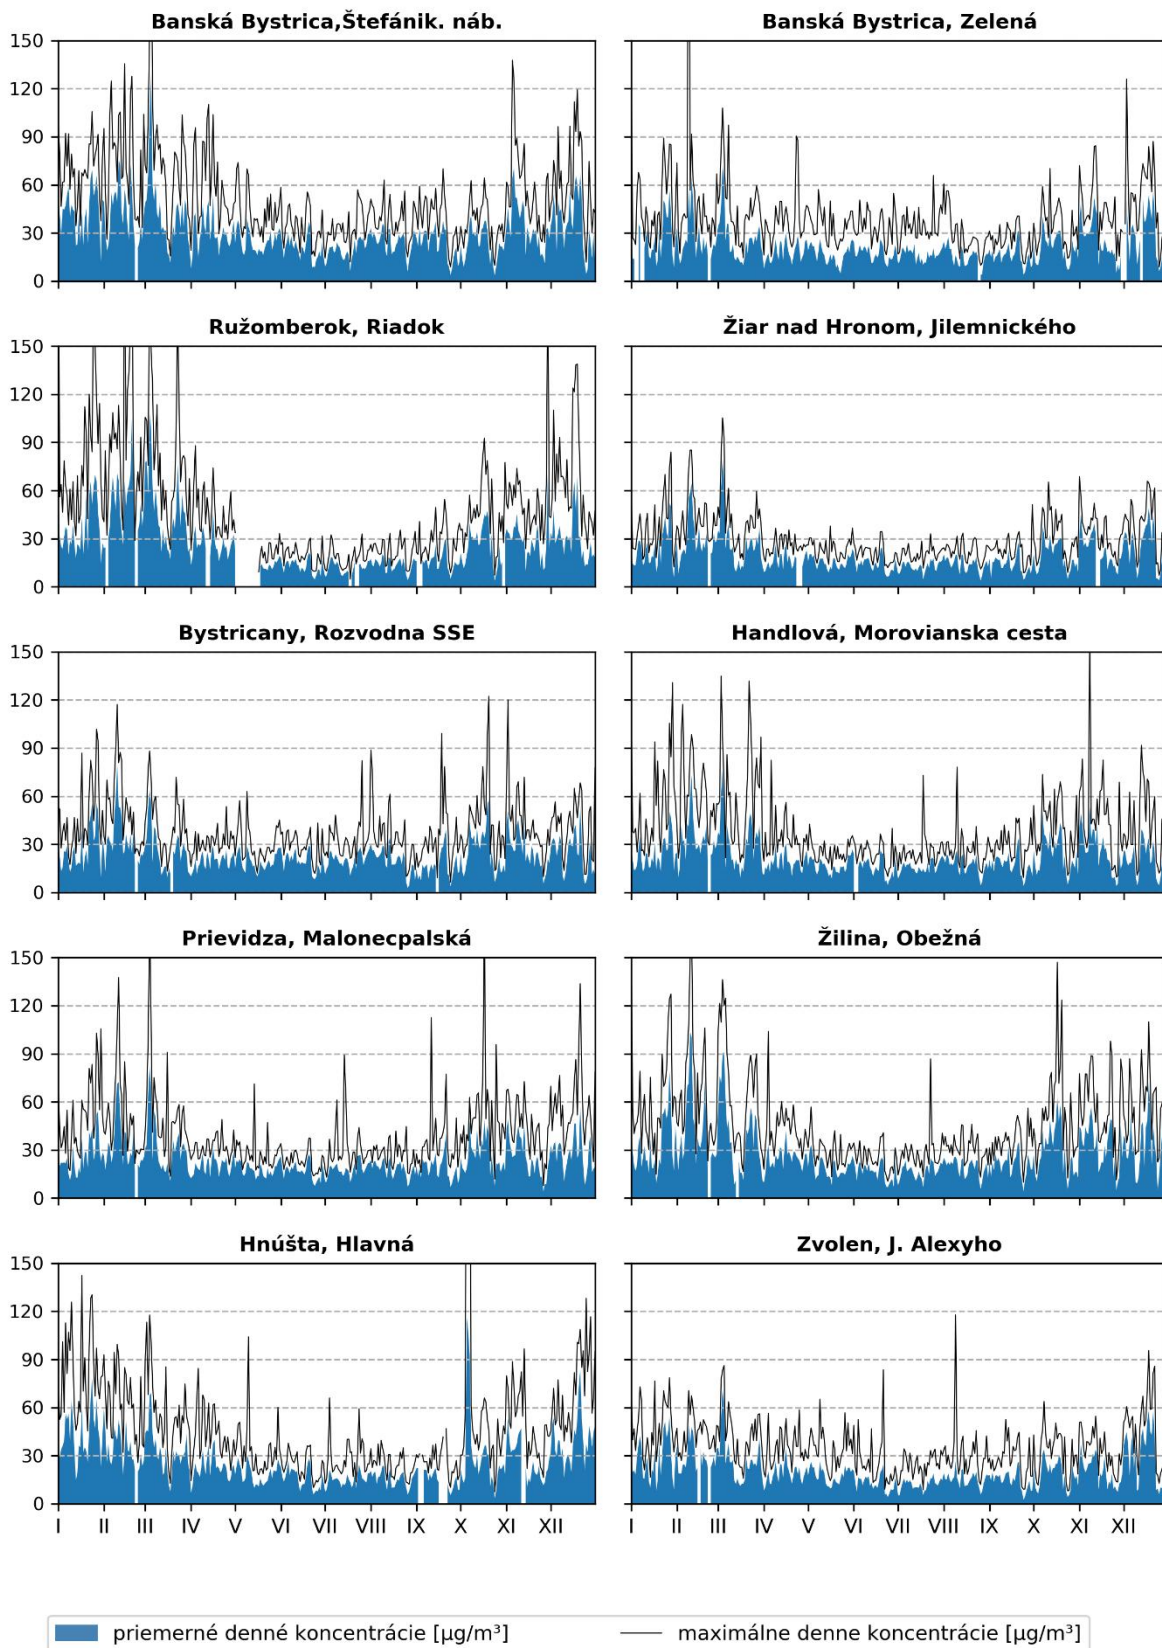 Banská Bystrica,Štefánik. náb.
Banská Bystrica, Zelená
150
120
90
60
30
0
Ružomberok, Riadok
Žiar nad Hronom, Jilemnického
150
120
90
60
30
0
Bystricany, Rozvodna SSE
Handlová, Morovianska cesta
150
120
90
60
30
0
Prievidza, Malonecpalská
Žilina, Obežná
150
120
90
60
30
0
Hnúšta, Hlavná
Zvolen, J. Alexyho
150
120
90
60
30
0
I II III IV V VI VII VIII IX X XI XII
I II III IV V VI VII VIII IX X XI XII
priemerné denné koncentrácie [µg/m³]
maximálne denne koncentrácie [µg/m³]